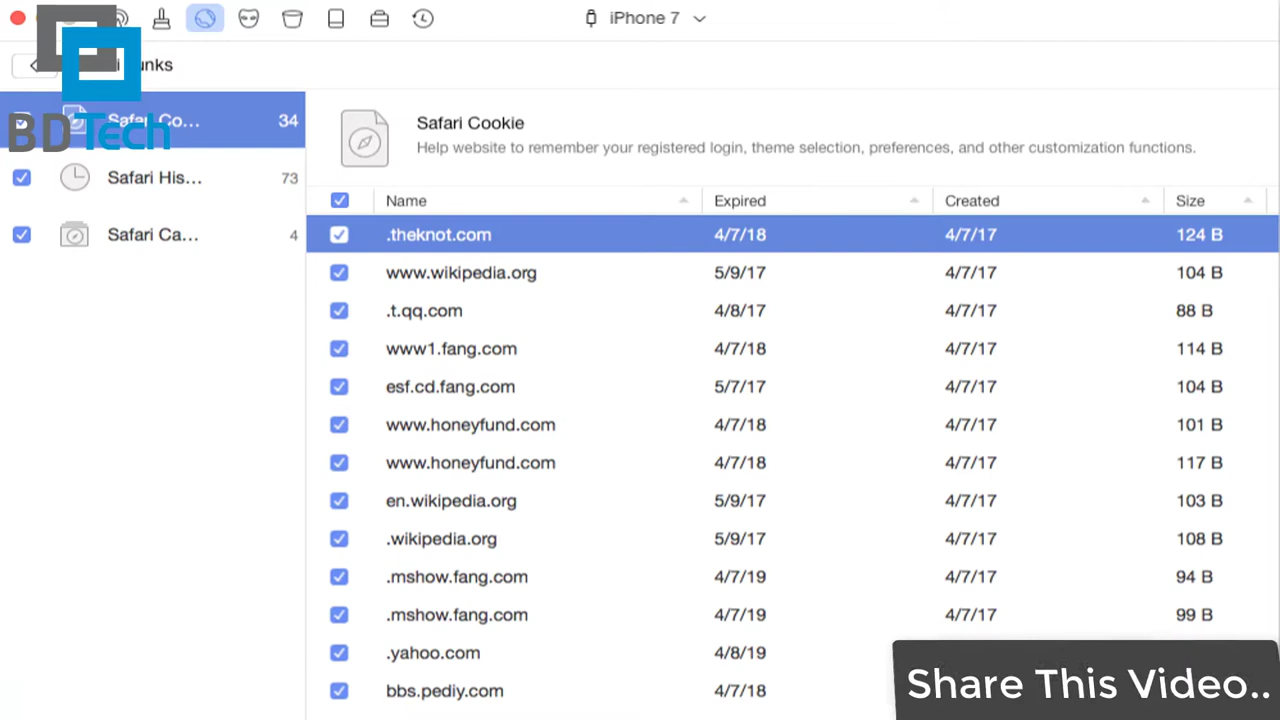 iPhone 7
BDTech
Safari Co... 34
Safari His... 73
Safari Ca... 4
Safari Cookie
Help website to remember your registered login, theme selection, preferences, and other customization functions.
Name Expired Created Size
.theknot.com 4/7/18 4/7/17 124 B
www.wikipedia.org 5/9/17 4/7/17 104 B
.t.qq.com 4/8/17 4/7/17 88 B
www1.fang.com 4/7/18 4/7/17 114 B
esf.cd.fang.com 5/7/17 4/7/17 104 B
www.honeyfund.com 4/7/18 4/7/17 101 B
www.honeyfund.com 4/7/18 4/7/17 117 B
en.wikipedia.org 5/9/17 4/7/17 103 B
.wikipedia.org 5/9/17 4/7/17 108 B
.mshow.fang.com 4/7/19 4/7/17 94 B
.mshow.fang.com 4/7/19 4/7/17 99 B
.yahoo.com 4/8/19
bbs.pediy.com 4/7/18
Share This Video..